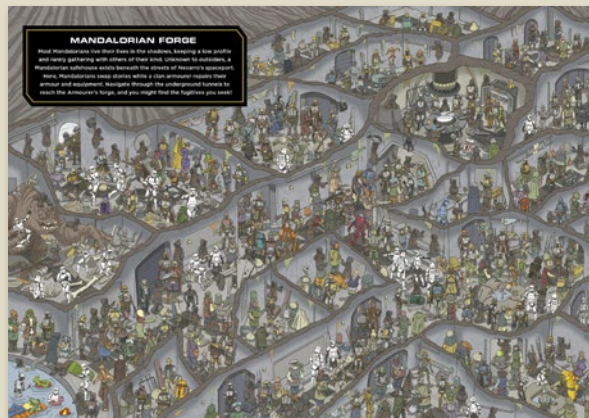 MANDALORIAN FORGE
Most Mandalorians live their lives in the shadows, keeping a low profile
and rarely gathering with others of their kind. Unknown to outsiders, a
Mandalorian safehouse exists beneath the streets of Navarro's spaceport.
Here, Mandalorians swap stories while a clan armourer repairs their
armour and equipment. Navigate through the underground tunnels to
reach the Armourer's forge, and you might find the fugitives you seek!